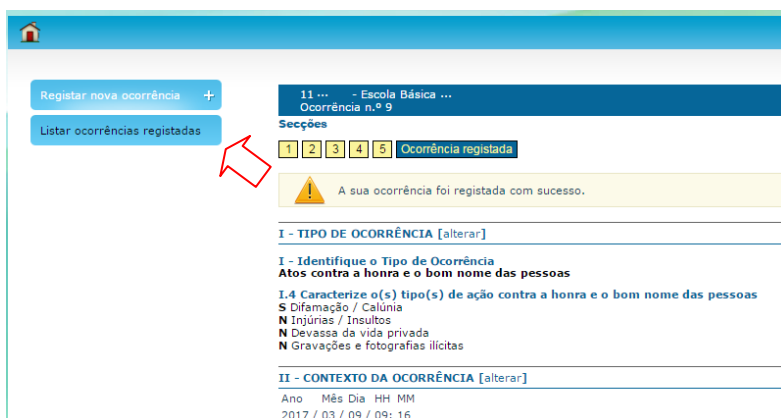 Registar nova ocorrência +
Listar ocorrências registadas
11 ... - Escola Básica ...
Ocorrência n.º 9
Secções
1 2 3 4 5 Ocorrência registada
A sua ocorrência foi registada com sucesso.
I - TIPO DE OCORRÊNCIA [alterar]
I - Identifique o Tipo de Ocorrência
Atos contra a honra e o bom nome das pessoas
I.4 Caracterize o(s) tipo(s) de ação contra a honra e o bom nome das pessoas
S Difamação / Calúnia
N Injúrias / Insultos
N Devassa da vida privada
N Gravações e fotografias ilícitas
II - CONTEXTO DA OCORRÊNCIA [alterar]
Ano Mês Dia HH MM
2017 / 03 / 09 / 09: 16